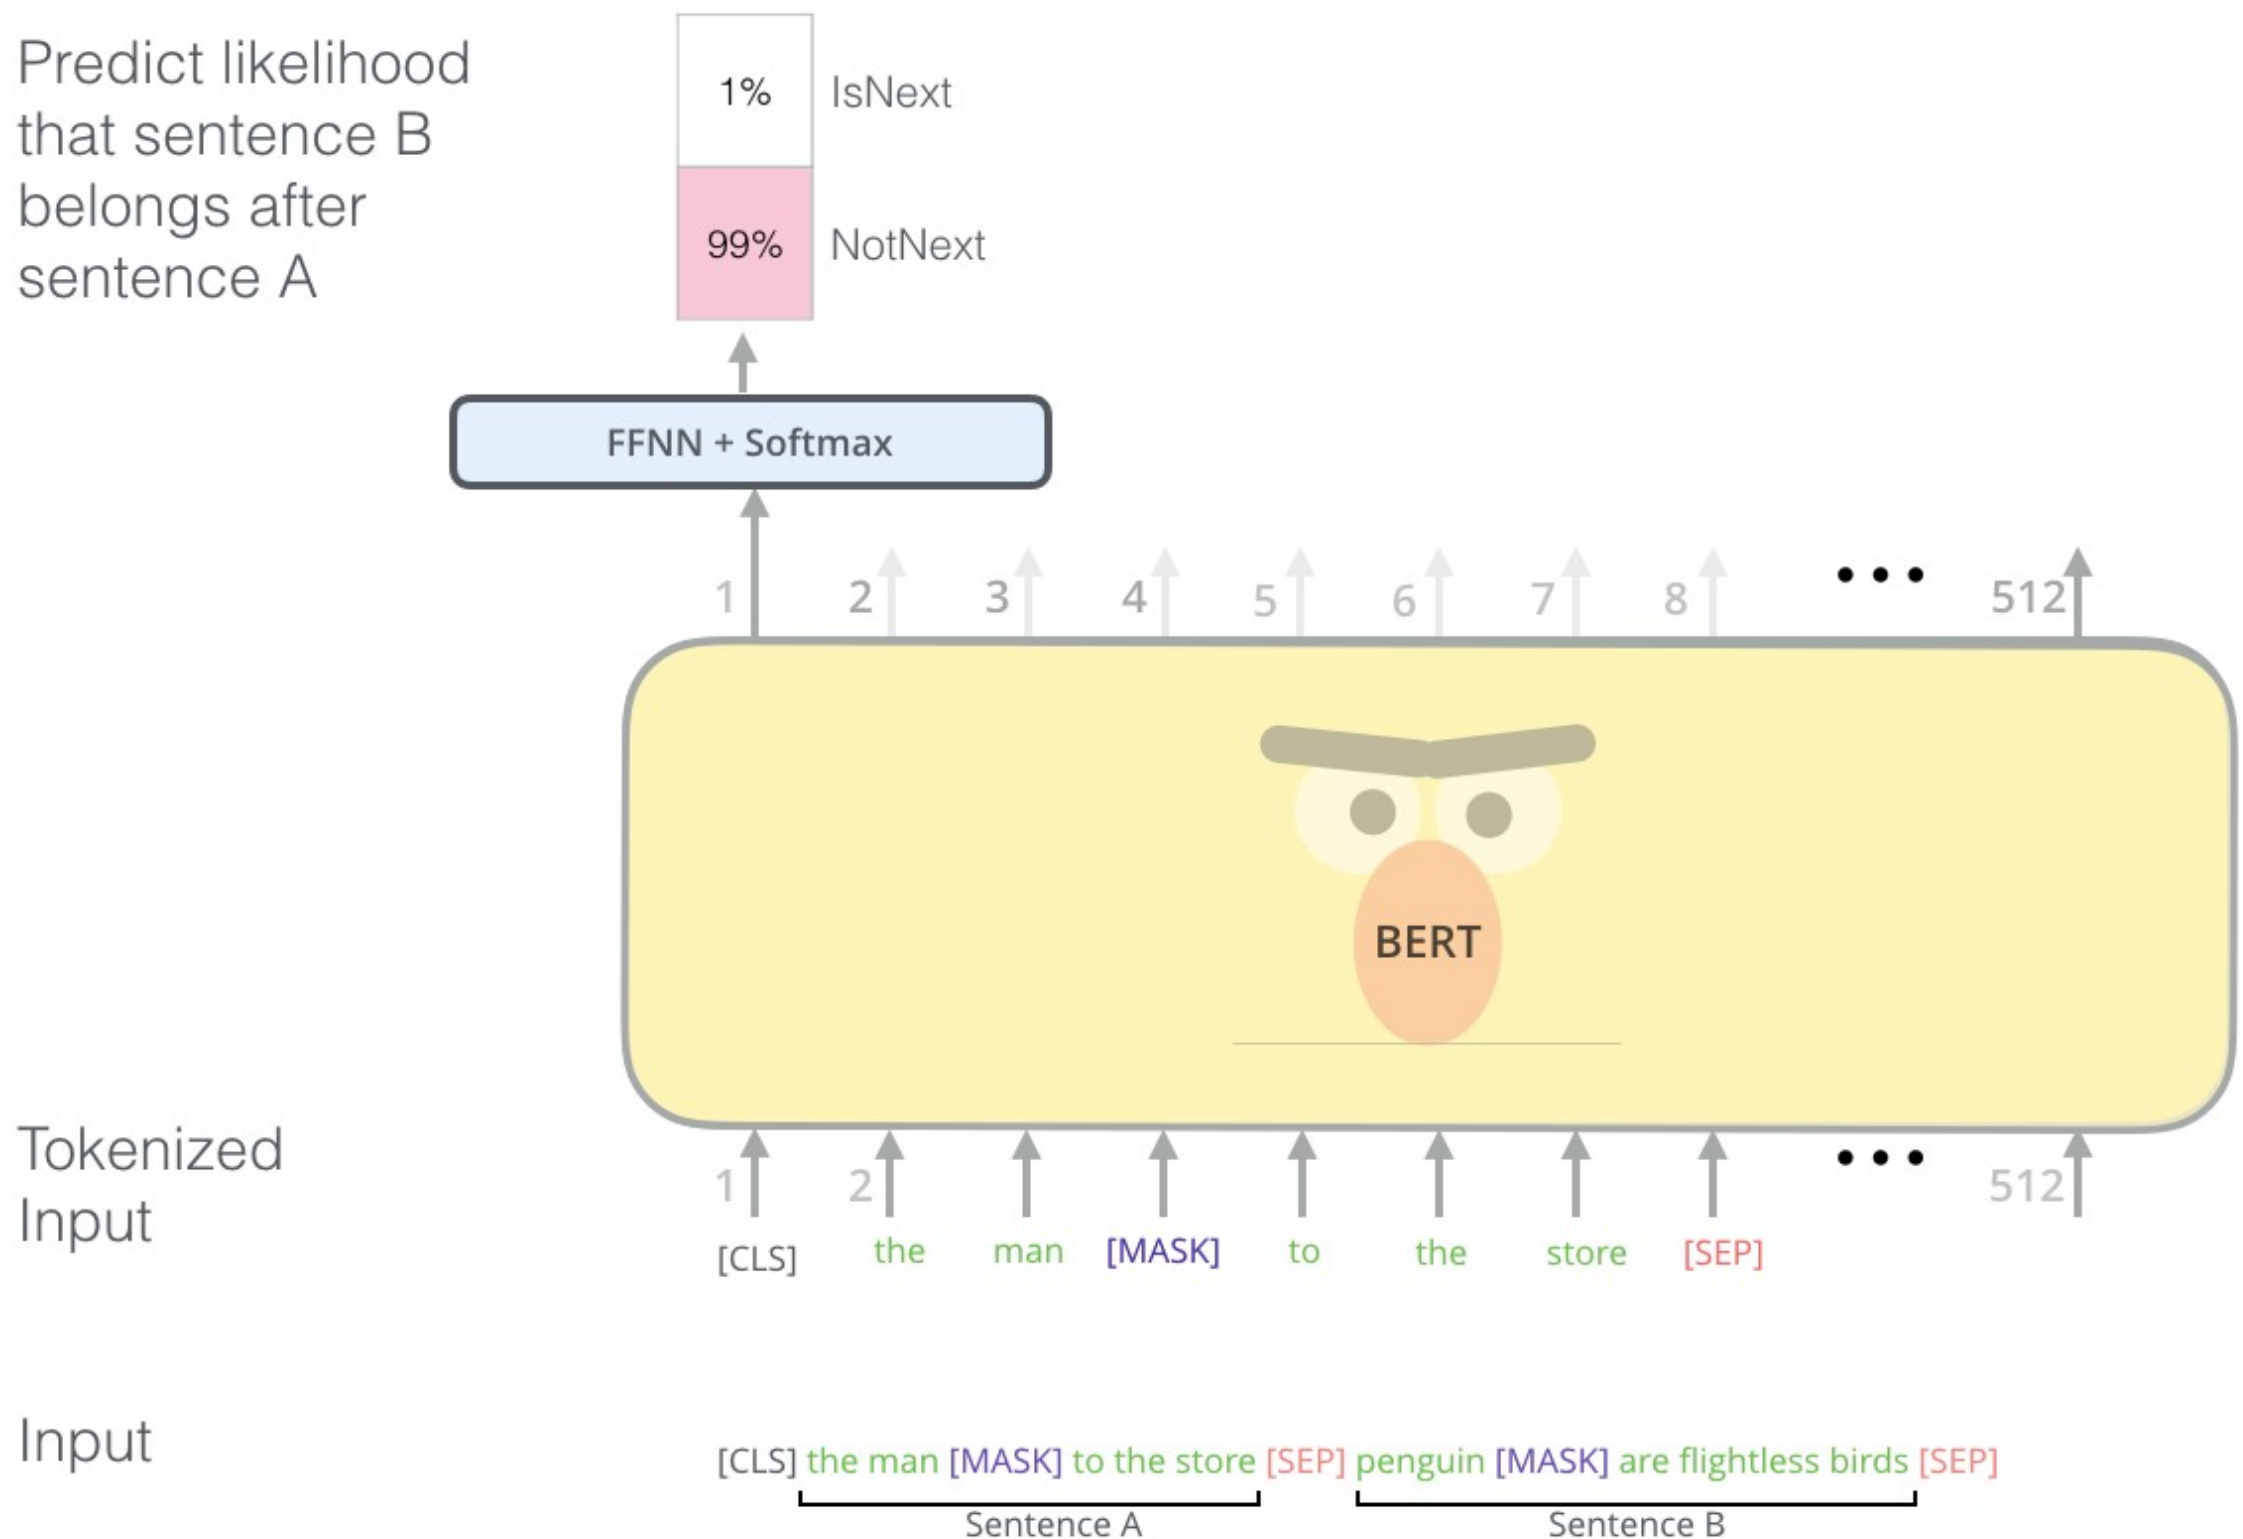 Predict likelihood
that sentence B
belongs after
sentence A
1% IsNext
99% NotNext
FFNN + Softmax
1 2 3 4 5 6 7 8 ••• 512
BERT
Tokenized
Input
1 2 ••• 512
[CLS] the man [MASK] to the store [SEP]
Input
[CLS] the man [MASK] to the store [SEP] penguin [MASK] are flightless birds [SEP]
Sentence A Sentence B